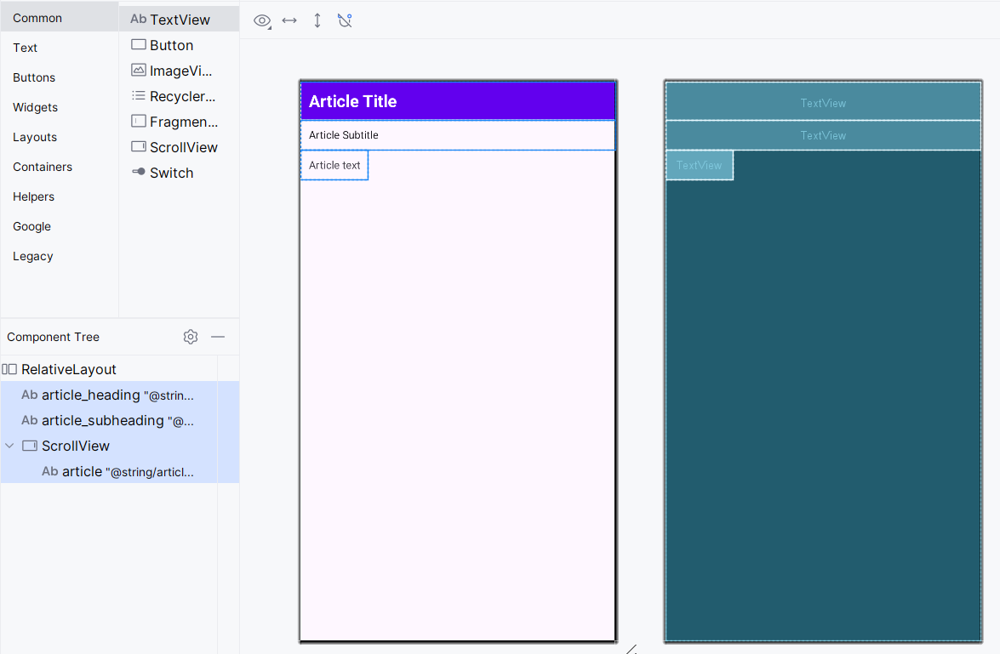 Common
Text
Buttons
Widgets
Layouts
Containers
Helpers
Google
Legacy
Ab TextView
Button
ImageVi...
Recycler...
Fragmen...
ScrollView
Switch
Component Tree
RelativeLayout
Ab article_heading "@strin...
Ab article_subheading "@...
ScrollView
Ab article "@string/articl...
Article Title
Article Subtitle
Article text
TextView
TextView
TextView